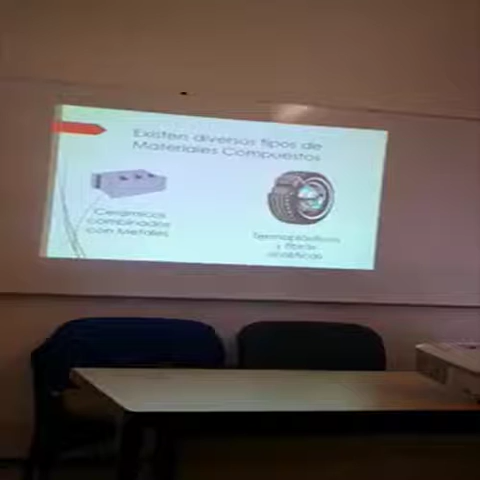 Existen diversos tipos de
Materiales Compuestos
Cerámicos
combinados
con Metales
Termoplásticos
y fibras
sintéticas